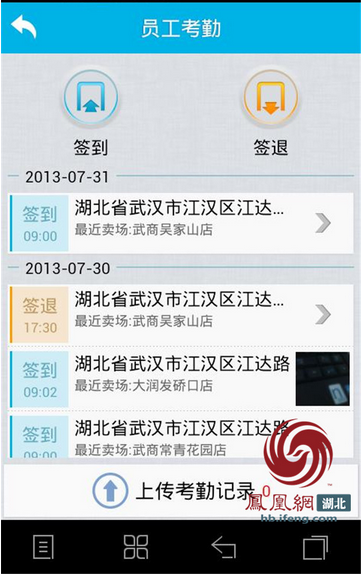 员工考勤
签到
签退
2013-07-31
签到
09:00
湖北省武汉市江汉区江达...
最近卖场:武商吴家山店
2013-07-30
签退
17:30
湖北省武汉市江汉区江达...
最近卖场:武商吴家山店
签到
09:02
湖北省武汉市江汉区江达路
最近卖场:大润发硚口店
签到
09:00
湖北省武汉市江汉区江达路
最近卖场:武商常青花园店
上传考勤记录
0
鳳凰網 湖北
hb.ifeng.com